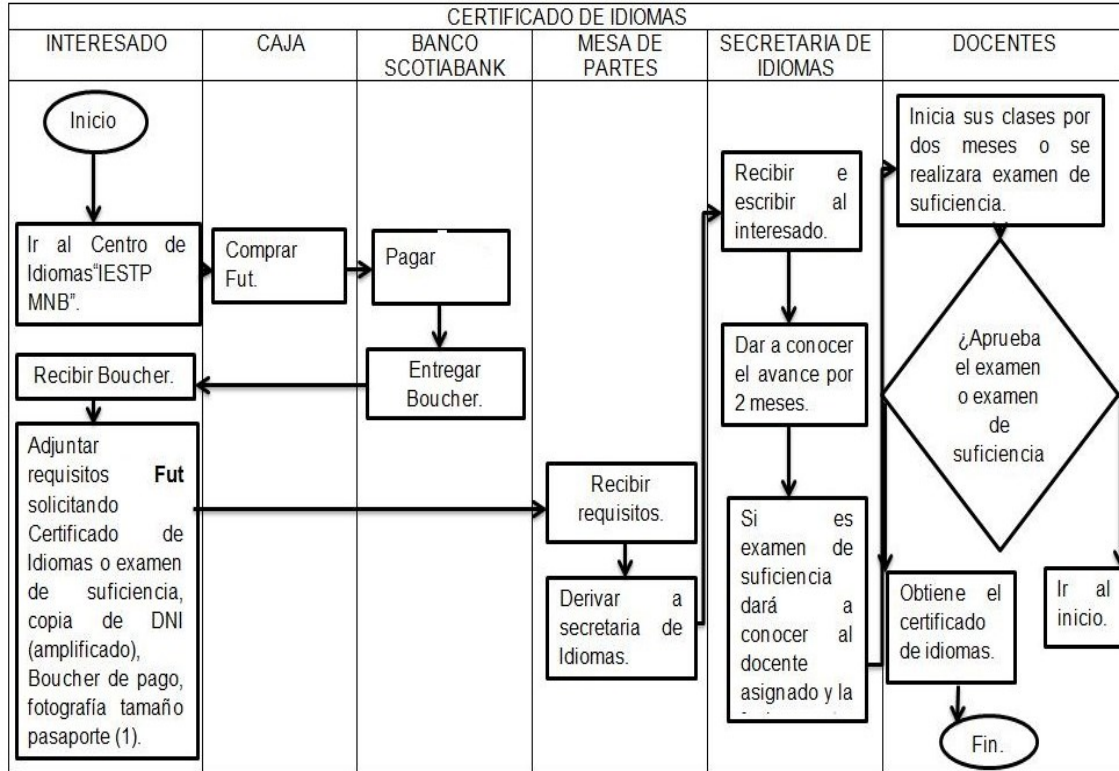 CERTIFICADO DE IDIOMAS
INTERESADO
CAJA
BANCO
SCOTIABANK
MESA DE
PARTES
SECRETARIA DE
IDIOMAS
DOCENTES
Inicio
Ir al Centro de
Idiomas“IESTP
MNB”.
Comprar
Fut.
Pagar
Entregar
Boucher.
Recibir Boucher.
Adjuntar
requisitos Fut
solicitando
Certificado de
Idiomas o examen
de suficiencia,
copia de DNI
(amplificado),
Boucher de pago,
fotografía tamaño
pasaporte (1).
Recibir
requisitos.
Derivar a
secretaria de
Idiomas.
Recibir e
escribir al
interesado.
Dar a conocer
el avance por
2 meses.
Si es
examen de
suficiencia
dará a
conocer al
docente
asignado y la
Inicia sus clases por
dos meses o se
realizara examen de
suficiencia.
¿Aprueba
el examen
o examen
de
suficiencia
Obtiene el
certificado
de idiomas.
Ir al
inicio.
Fin.